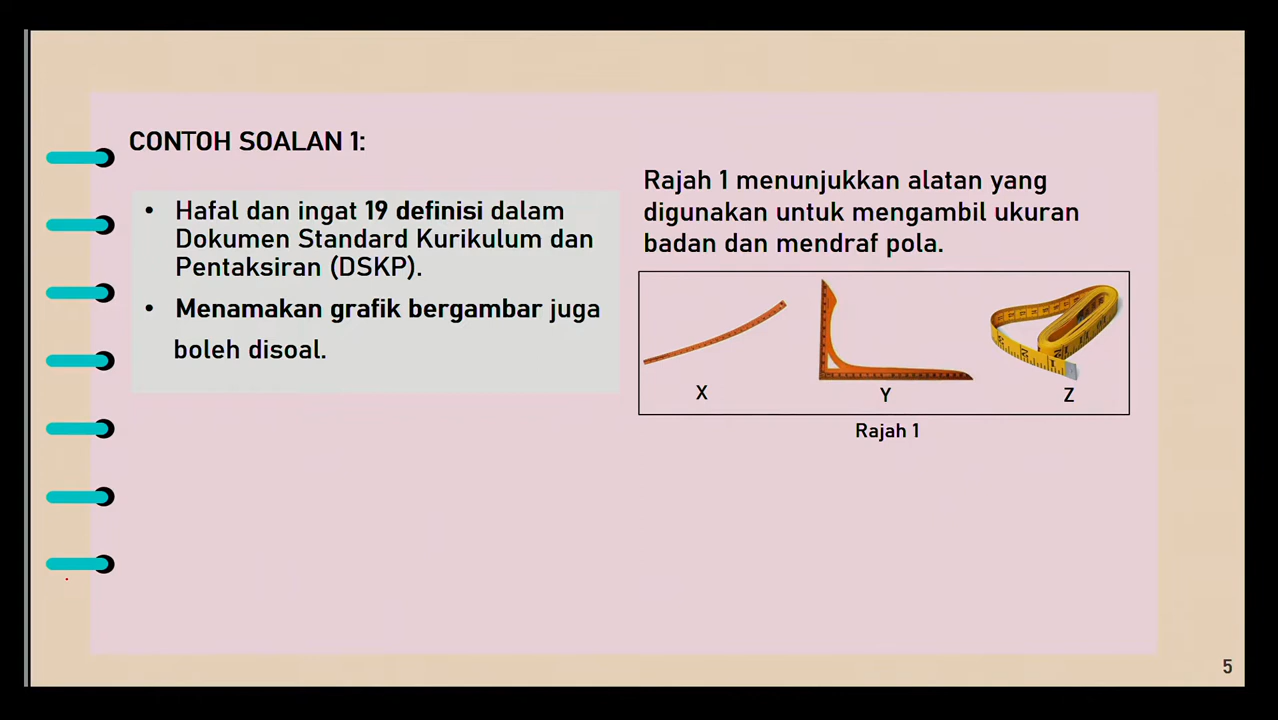 CONTOH SOALAN 1:
• Hafal dan ingat 19 definisi dalam
Dokumen Standard Kurikulum dan
Pentaksiran (DSKP).
• Menamakan grafik bergambar juga
boleh disoal.
Rajah 1 menunjukkan alatan yang
digunakan untuk mengambil ukuran
badan dan mendraf pola.
X
Y
Z
Rajah 1
5